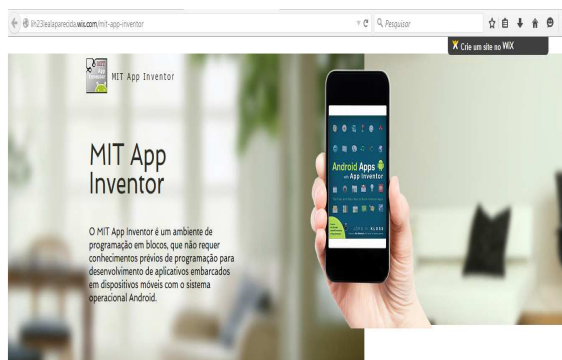 lih23lealaparecida.wix.com/mit-app-inventor
Pesquisar
Crie um site no WiX
MIT App Inventor
MIT App
Inventor
O MIT App Inventor é um ambiente de
programação em blocos, que não requer
conhecimentos prévios de programação para
desenvolvimento de aplicativos embarcados
em dispositivos móveis com o sistema
operacional Android.
Android Apps
with App Inventor